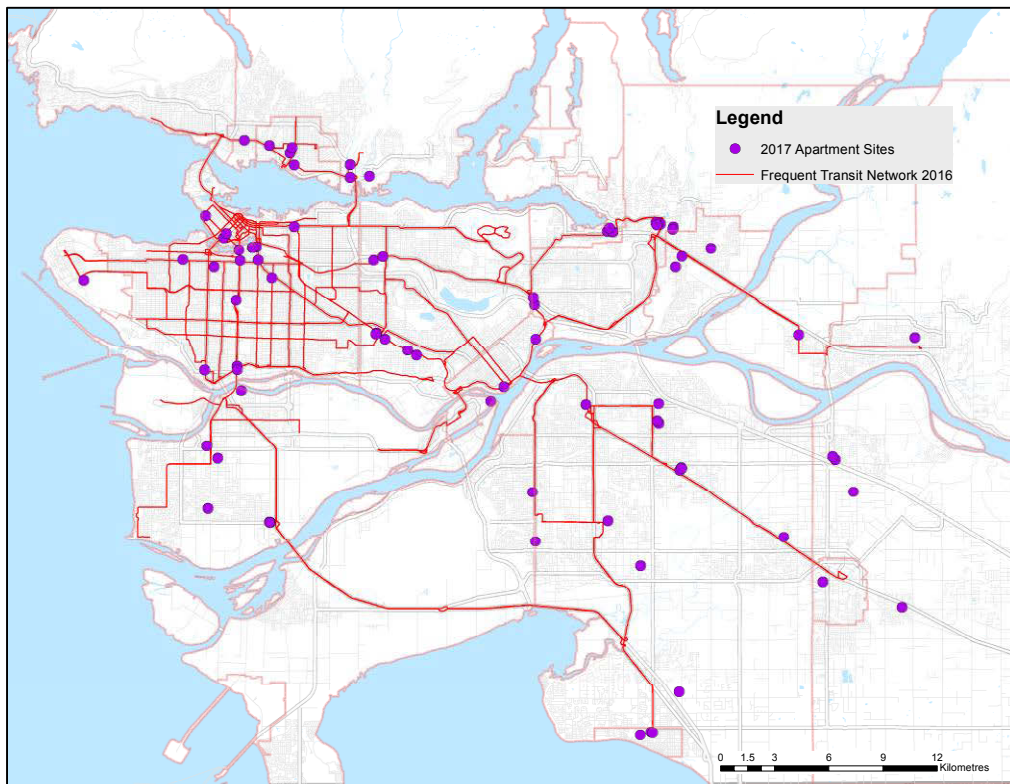 Legend
2017 Apartment Sites
Frequent Transit Network 2016
0 1.5 3 6 9 12
Kilometres